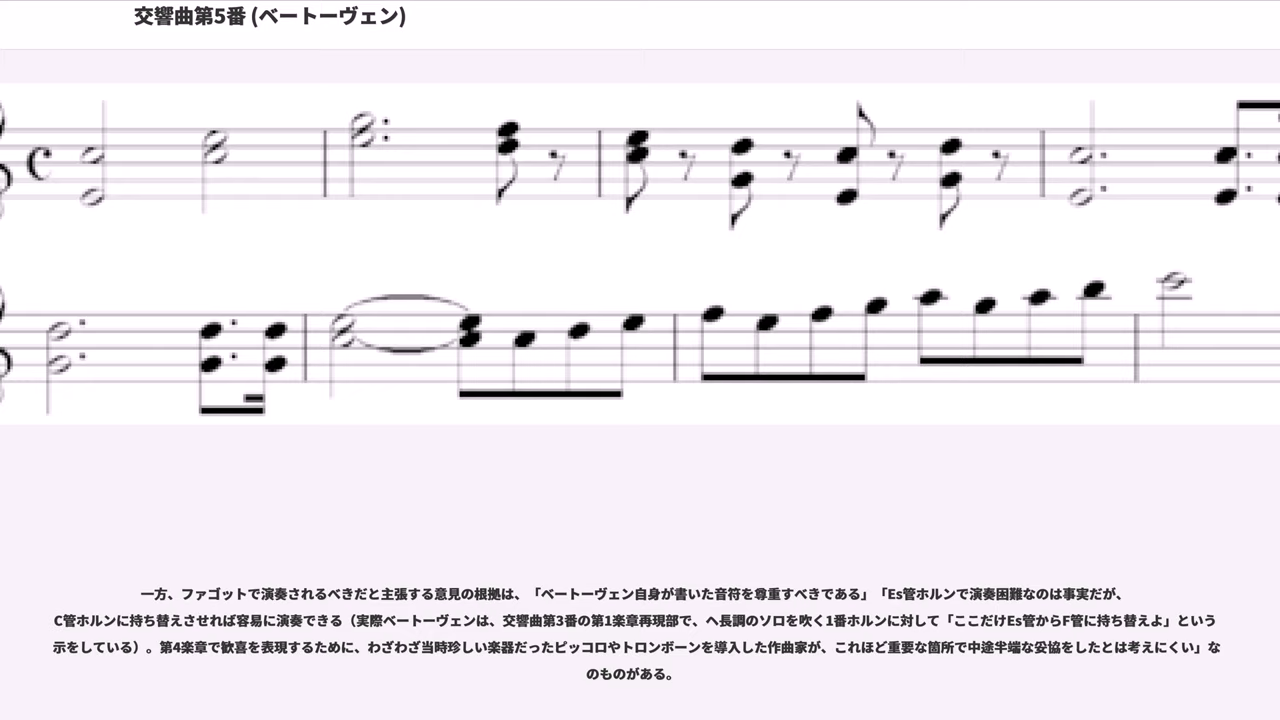 交響曲第5番 (ベートーヴェン)
一方、ファゴットで演奏されるべきだと主張する意見の根拠は、「ベートーヴェン自身が書いた音符を尊重すべきである」「Es管ホルンで演奏困難なのは事実だが、
C管ホルンに持ち替えさせれば容易に演奏できる（実際ベートーヴェンは、交響曲第3番の第1楽章再現部で、ヘ長調のソロを吹く1番ホルンに対して「ここだけEs管からF管に持ち替えよ」という
示をしている）。第4楽章で歓喜を表現するために、わざわざ当時珍しい楽器だったピッコロやトロンボーンを導入した作曲家が、これほど重要な箇所で中途半端な妥協をしたとは考えにくい」な
のものがある。